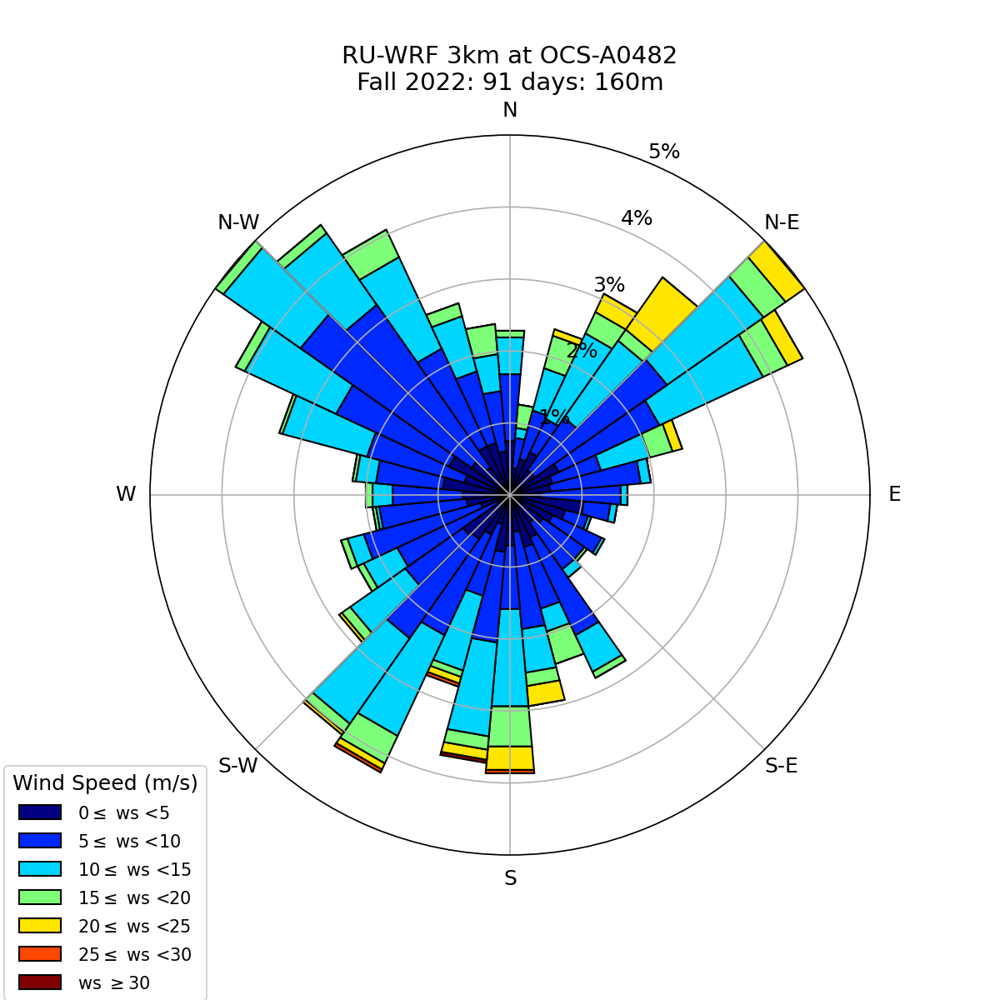 RU-WRF 3km at OCS-A0482
Fall 2022: 91 days: 160m
N
5%
4%
N-W
N-E
3%
2%
1%
W
E
S-W
S-E
S
Wind Speed (m/s)
0≤ ws <5
5≤ ws <10
10≤ ws <15
15≤ ws <20
20≤ ws <25
25≤ ws <30
ws ≥30